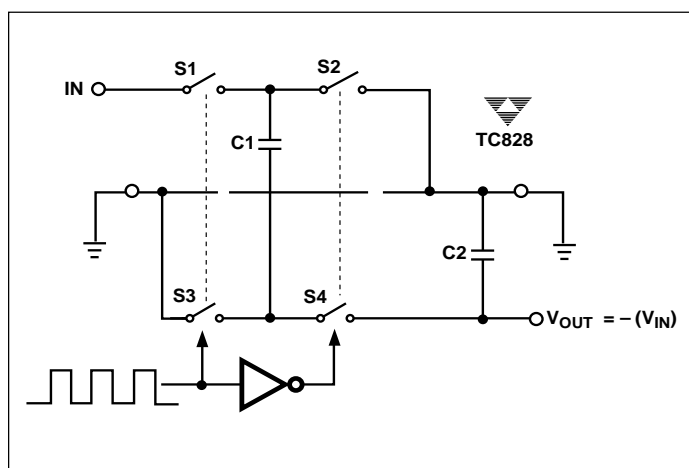 S1
S2
IN
C1
TC828
C2
S3
S4
VOUT = – (VIN)